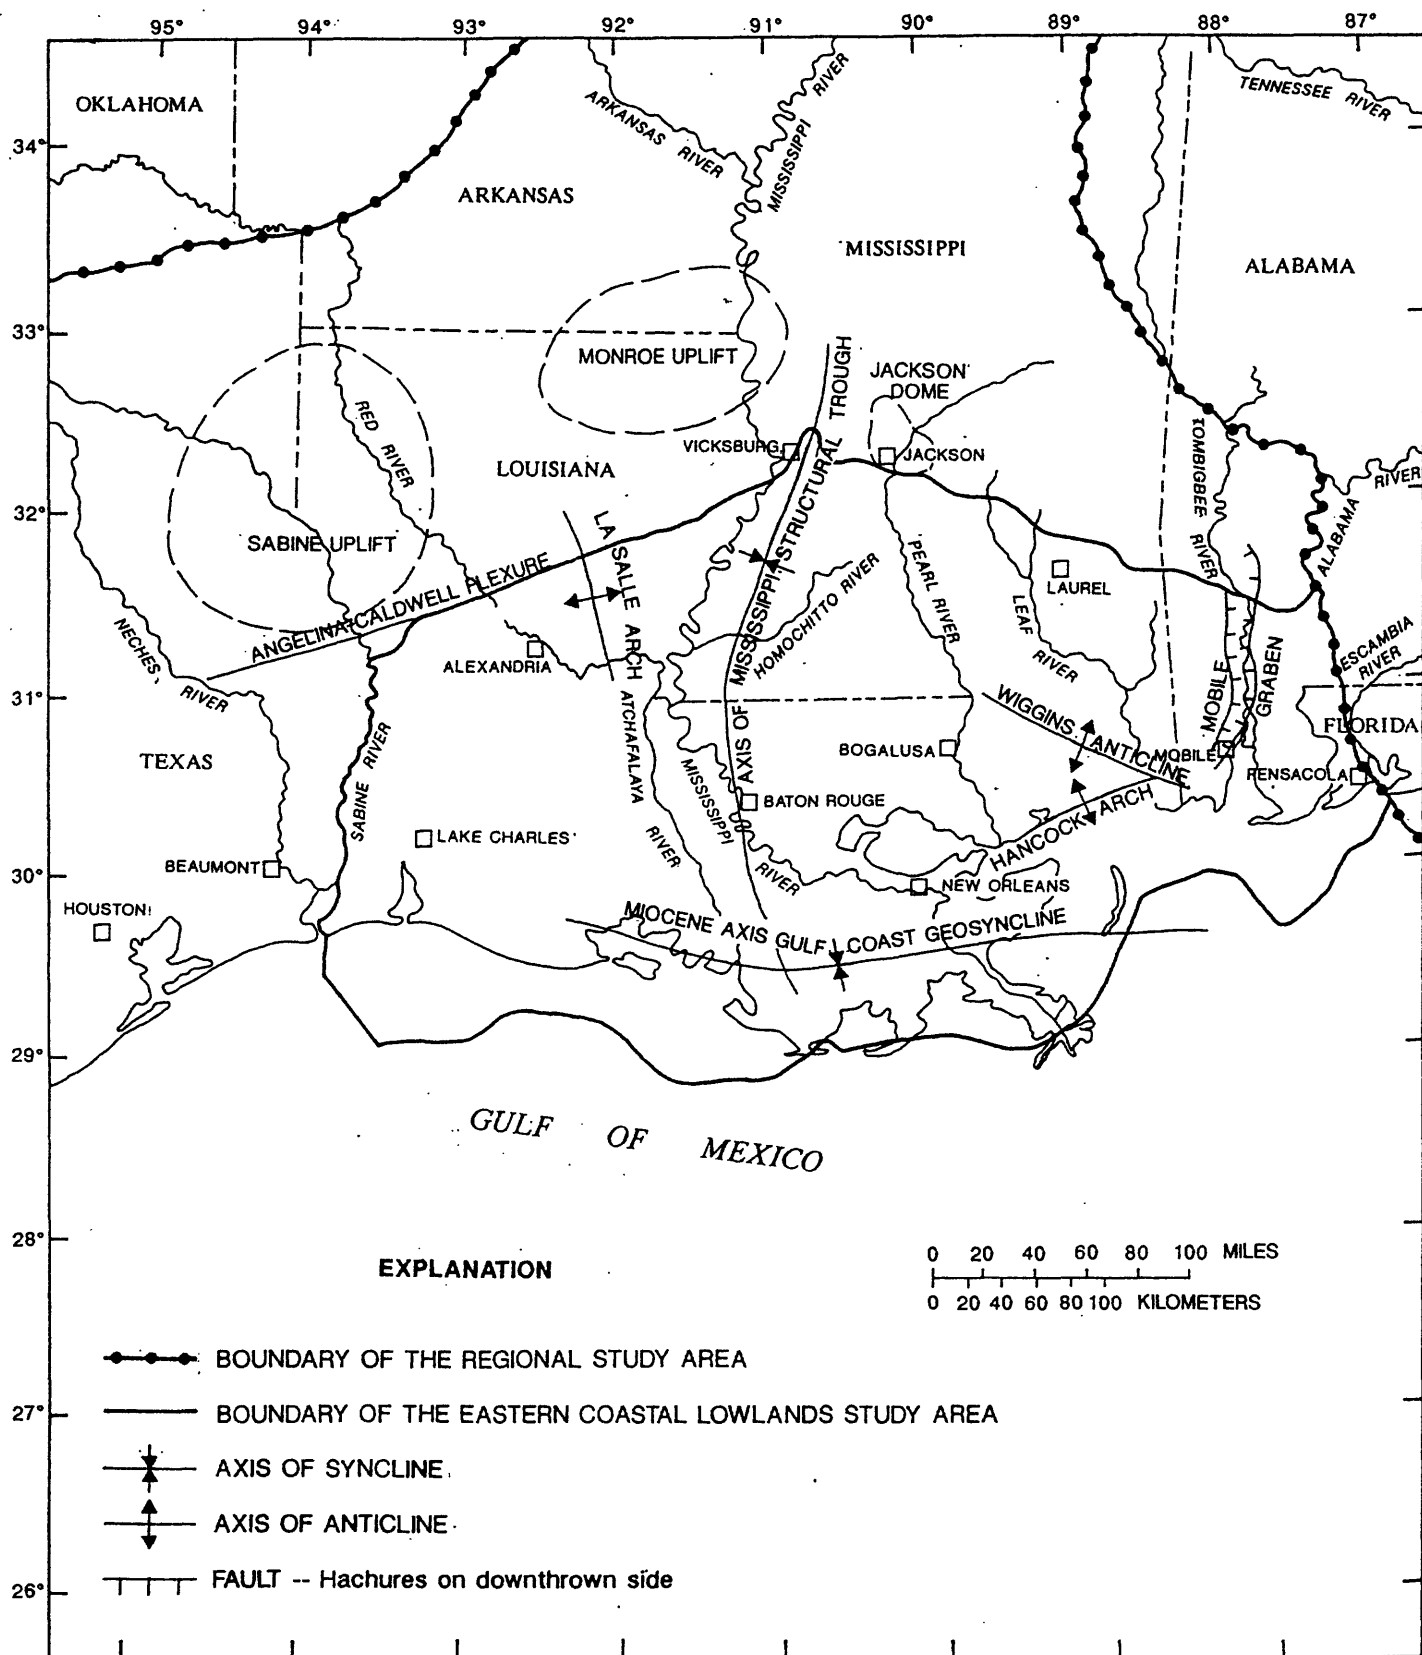 95° 94° 93° 92° 91° 90° 89° 88° 87°
34°
33°
32°
31°
30°
29°
28°
27°
26°
OKLAHOMA
ARKANSAS
ARKANSAS RIVER
MISSISSIPPI RIVER
TENNESSEE RIVER
MISSISSIPPI
ALABAMA
MONROE UPLIFT
JACKSON
DOME
RED RIVER
VICKSBURG
JACKSON
LOUISIANA
TOMBIGBEE RIVER
ALABAMA RIVER
SABINE UPLIFT
ANGELINA-CALDWELL FLEXURE
LA SALLE ARCH
AXIS OF MISSISSIPPI STRUCTURAL TROUGH
HOMOCHITTO RIVER
PEARL RIVER
LEAF RIVER
LAUREL
NECHES RIVER
ALEXANDRIA
ATCHAFALAYA RIVER
MISSISSIPPI RIVER
WIGGINS ANTICLINE
MOBILE GRABEN
ESCAMBIA
RIVER
FLORIDA
TEXAS
SABINE RIVER
BOGALUSA
MOBILE
PENSACOLA
BATON ROUGE
HANCOCK ARCH
LAKE CHARLES
BEAUMONT
NEW ORLEANS
HOUSTON
MIOCENE AXIS GULF COAST GEOSYNCLINE
GULF OF MEXICO
EXPLANATION
0 20 40 60 80 100 MILES
0 20 40 60 80 100 KILOMETERS
BOUNDARY OF THE REGIONAL STUDY AREA
BOUNDARY OF THE EASTERN COASTAL LOWLANDS STUDY AREA
AXIS OF SYNCLINE
AXIS OF ANTICLINE
FAULT -- Hachures on downthrown side